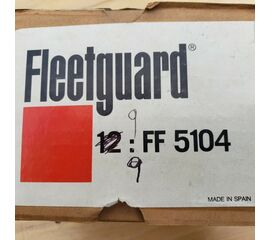 Fleetguard®
9
12 : FF 5104
9
MADE IN SPAIN